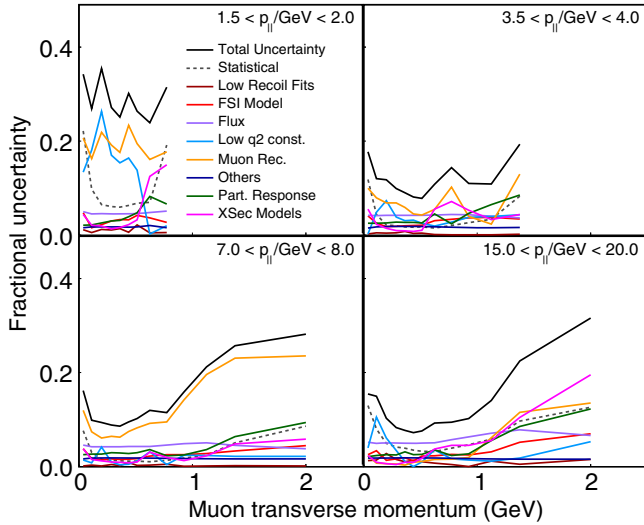 1.5 < p||/GeV < 2.0
3.5 < p||/GeV < 4.0
0.4
Total Uncertainty
Statistical
Low Recoil Fits
FSI Model
Flux
Low q2 const.
Muon Rec.
Others
Part. Response
XSec Models
0.2
0.0
7.0 < p||/GeV < 8.0
15.0 < p||/GeV < 20.0
0.4
0.2
0.0
0 1 2 0 1 2
Fractional uncertainty
Muon transverse momentum (GeV)